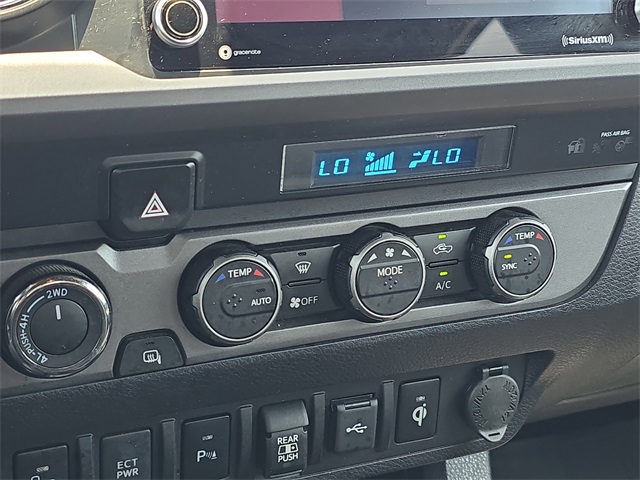 gracenote
SiriusXM
PASS AIR BAG
LO LO
TEMP
AUTO
OFF
MODE
A/C
TEMP
SYNC
2WD
4L-PUSH-4H
REAR
PUSH
ECT
PWR
P